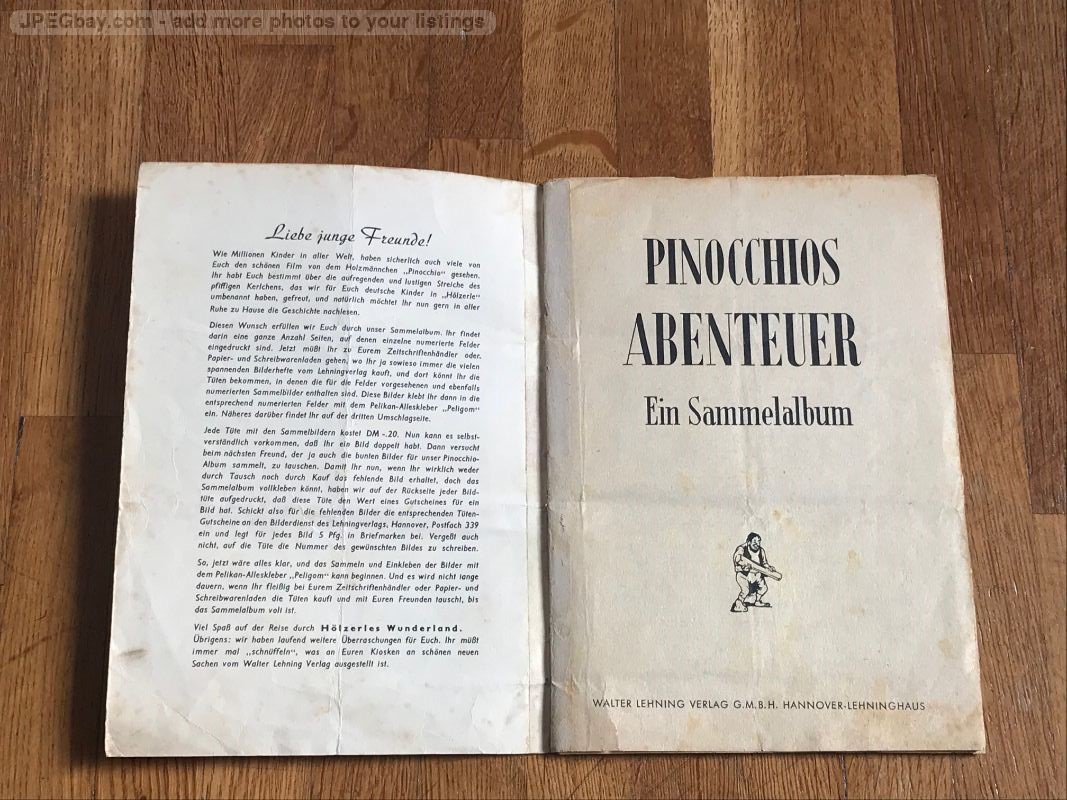 JPEGbay.com - add more photos to your listings
Liebe junge Freunde!
Wie Millionen Kinder in aller Welt, haben sicherlich auch viele von
Euch den schönen Film von dem Holzmännchen „Pinocchio“ gesehen.
Ihr habt Euch bestimmt über die aufregenden und lustigen Streiche des
pfiffigen Kerlchens, das wir für Euch deutsche Kinder in „Hölzerle“
umbenannt haben, gefreut, und natürlich möchtet Ihr nun gern in aller
Ruhe zu Hause die Geschichte nachlesen.
Diesen Wunsch erfüllen wir Euch durch unser Sammelalbum. Ihr findet
darin eine ganze Anzahl Seiten, auf denen einzelne numerierte Felder
eingedruckt sind. Jetzt müßt Ihr zu Eurem Zeitschriftenhändler oder
Papier- und Schreibwarenladen gehen, wo Ihr ja sowieso immer die vielen
spannenden Bilderhefte vom Lehningverlag kauft, und dort könnt Ihr die
Tüten bekommen, in denen die für die Felder vorgesehenen und ebenfalls
numerierten Sammelbilder enthalten sind. Diese Bilder klebt Ihr dann in die
entsprechend numerierten Felder mit dem Pelikan-Alleskleber „Peligom“
ein. Näheres darüber findet Ihr auf der dritten Umschlagseite.
Jede Tüte mit den Sammelbildern kostet DM -.20. Nun kann es selbst-
verständlich vorkommen, daß Ihr ein Bild doppelt habt. Dann versucht
beim nächsten Freund, der ja auch die bunten Bilder für unser Pinocchio-
Album sammelt, zu tauschen. Damit Ihr nun, wenn Ihr wirklich weder
durch Tausch noch durch Kauf das fehlende Bild erhaltet, doch das
Sammelalbum vollkleben könnt, haben wir auf der Rückseite jeder Bild-
tüte aufgedruckt, daß diese Tüte den Wert eines Gutscheines für ein
Bild hat. Schickt also für die fehlenden Bilder die entsprechenden Tüten-
Gutscheine an den Bilderdienst des Lehningverlags, Hannover, Postfach 339
ein und legt für jedes Bild 5 Pfg. in Briefmarken bei. Vergeßt auch
nicht, auf die Tüte die Nummer des gewünschten Bildes zu schreiben.
So, jetzt wäre alles klar, und das Sammeln und Einkleben der Bilder mit
dem Pelikan-Alleskleber „Peligom“ kann beginnen. Und es wird nicht lange
dauern, wenn Ihr fleißig bei Eurem Zeitschriftenhändler oder Papier- und
Schreibwarenladen die Tüten kauft und mit Euren Freunden tauscht, bis
das Sammelalbum voll ist.
Viel Spaß auf der Reise durch Hölzerles Wunderland.
Übrigens: wir haben laufend weitere Überraschungen für Euch. Ihr müßt
immer mal „schnüffeln“, was an Euren Kiosken an schönen neuen
Sachen vom Walter Lehning Verlag ausgestellt ist.
PINOCCHIOS
ABENTEUER
Ein Sammelalbum
WALTER LEHNING VERLAG G.M.B.H. HANNOVER-LEHNINGHAUS